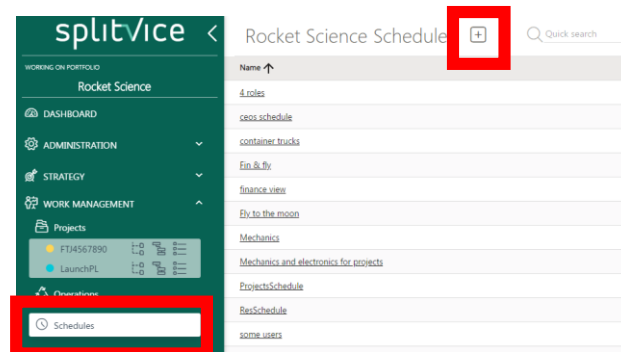 splitvice
Rocket Science Schedule
Quick search
WORKING ON PORTFOLIO
Rocket Science
DASHBOARD
ADMINISTRATION
STRATEGY
WORK MANAGEMENT
Projects
FTJ4567890
LaunchPL
Operations
Schedules
Name
4 roles
ceos schedule
container trucks
Fin & fly
finance view
Fly to the moon
Mechanics
Mechanics and electronics for projects
ProjectsSchedule
ResSchedule
some users